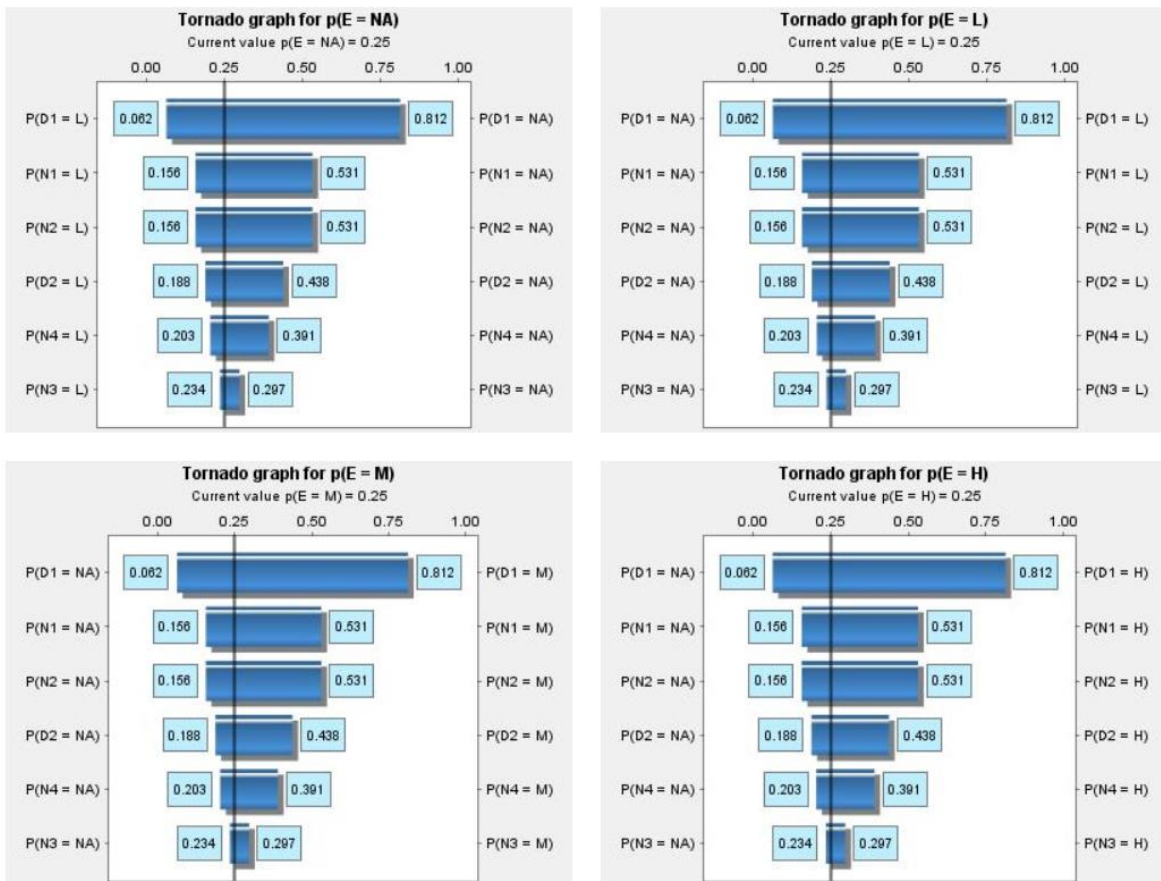 Tornado graph for p(E = NA)
Current value p(E = NA) = 0.25
0.00 0.25 0.50 0.75 1.00
P(D1 = L) 0.062 0.812 P(D1 = NA)
P(N1 = L) 0.156 0.531 P(N1 = NA)
P(N2 = L) 0.156 0.531 P(N2 = NA)
P(D2 = L) 0.188 0.438 P(D2 = NA)
P(N4 = L) 0.203 0.391 P(N4 = NA)
P(N3 = L) 0.234 0.297 P(N3 = NA)
Tornado graph for p(E = L)
Current value p(E = L) = 0.25
0.00 0.25 0.50 0.75 1.00
P(D1 = NA) 0.062 0.812 P(D1 = L)
P(N1 = NA) 0.156 0.531 P(N1 = L)
P(N2 = NA) 0.156 0.531 P(N2 = L)
P(D2 = NA) 0.188 0.438 P(D2 = L)
P(N4 = NA) 0.203 0.391 P(N4 = L)
P(N3 = NA) 0.234 0.297 P(N3 = L)
Tornado graph for p(E = M)
Current value p(E = M) = 0.25
0.00 0.25 0.50 0.75 1.00
P(D1 = NA) 0.062 0.812 P(D1 = M)
P(N1 = NA) 0.156 0.531 P(N1 = M)
P(N2 = NA) 0.156 0.531 P(N2 = M)
P(D2 = NA) 0.188 0.438 P(D2 = M)
P(N4 = NA) 0.203 0.391 P(N4 = M)
P(N3 = NA) 0.234 0.297 P(N3 = M)
Tornado graph for p(E = H)
Current value p(E = H) = 0.25
0.00 0.25 0.50 0.75 1.00
P(D1 = NA) 0.062 0.812 P(D1 = H)
P(N1 = NA) 0.156 0.531 P(N1 = H)
P(N2 = NA) 0.156 0.531 P(N2 = H)
P(D2 = NA) 0.188 0.438 P(D2 = H)
P(N4 = NA) 0.203 0.391 P(N4 = H)
P(N3 = NA) 0.234 0.297 P(N3 = H)